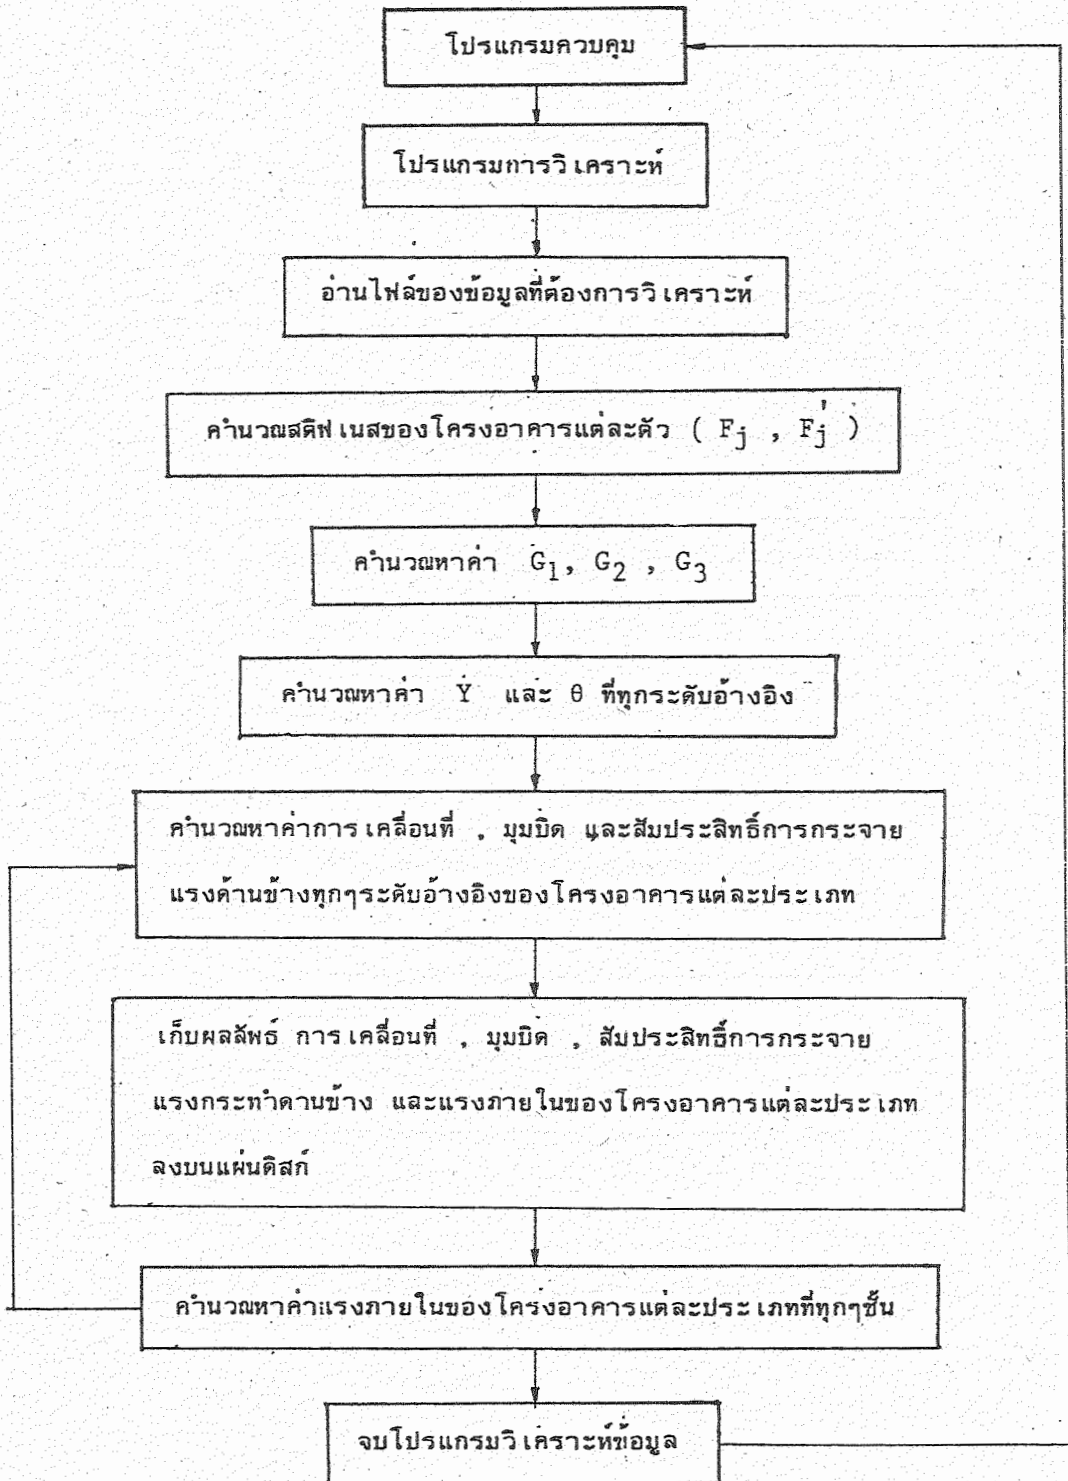 โปรแกรมควบคุม
โปรแกรมการวิเคราะห์
อ่านไฟล์ของข้อมูลที่ต้องการวิเคราะห์
คำนวณสติฟเนสของโครงอาคารแต่ละตัว ( Fj , F'j )
คำนวณหาค่า G1, G2 , G3
คำนวณหาค่า Y และ θ ที่ทุกระดับอ้างอิง
คำนวณหาค่าการเคลื่อนที่ , มุมบิด และสัมประสิทธิ์การกระจาย
แรงด้านข้างทุกๆระดับอ้างอิงของโครงอาคารแต่ละประเภท
เก็บผลลัพธ์ การเคลื่อนที่ , มุมบิด , สัมประสิทธิ์การกระจาย
แรงกระทำดานข้าง และแรงภายในของโครงอาคารแต่ละประเภท
ลงบนแผ่นดิสก์
คำนวณหาค่าแรงภายในของโครงอาคารแต่ละประเภทที่ทุกๆชั้น
จบโปรแกรมวิเคราะห์ข้อมูล